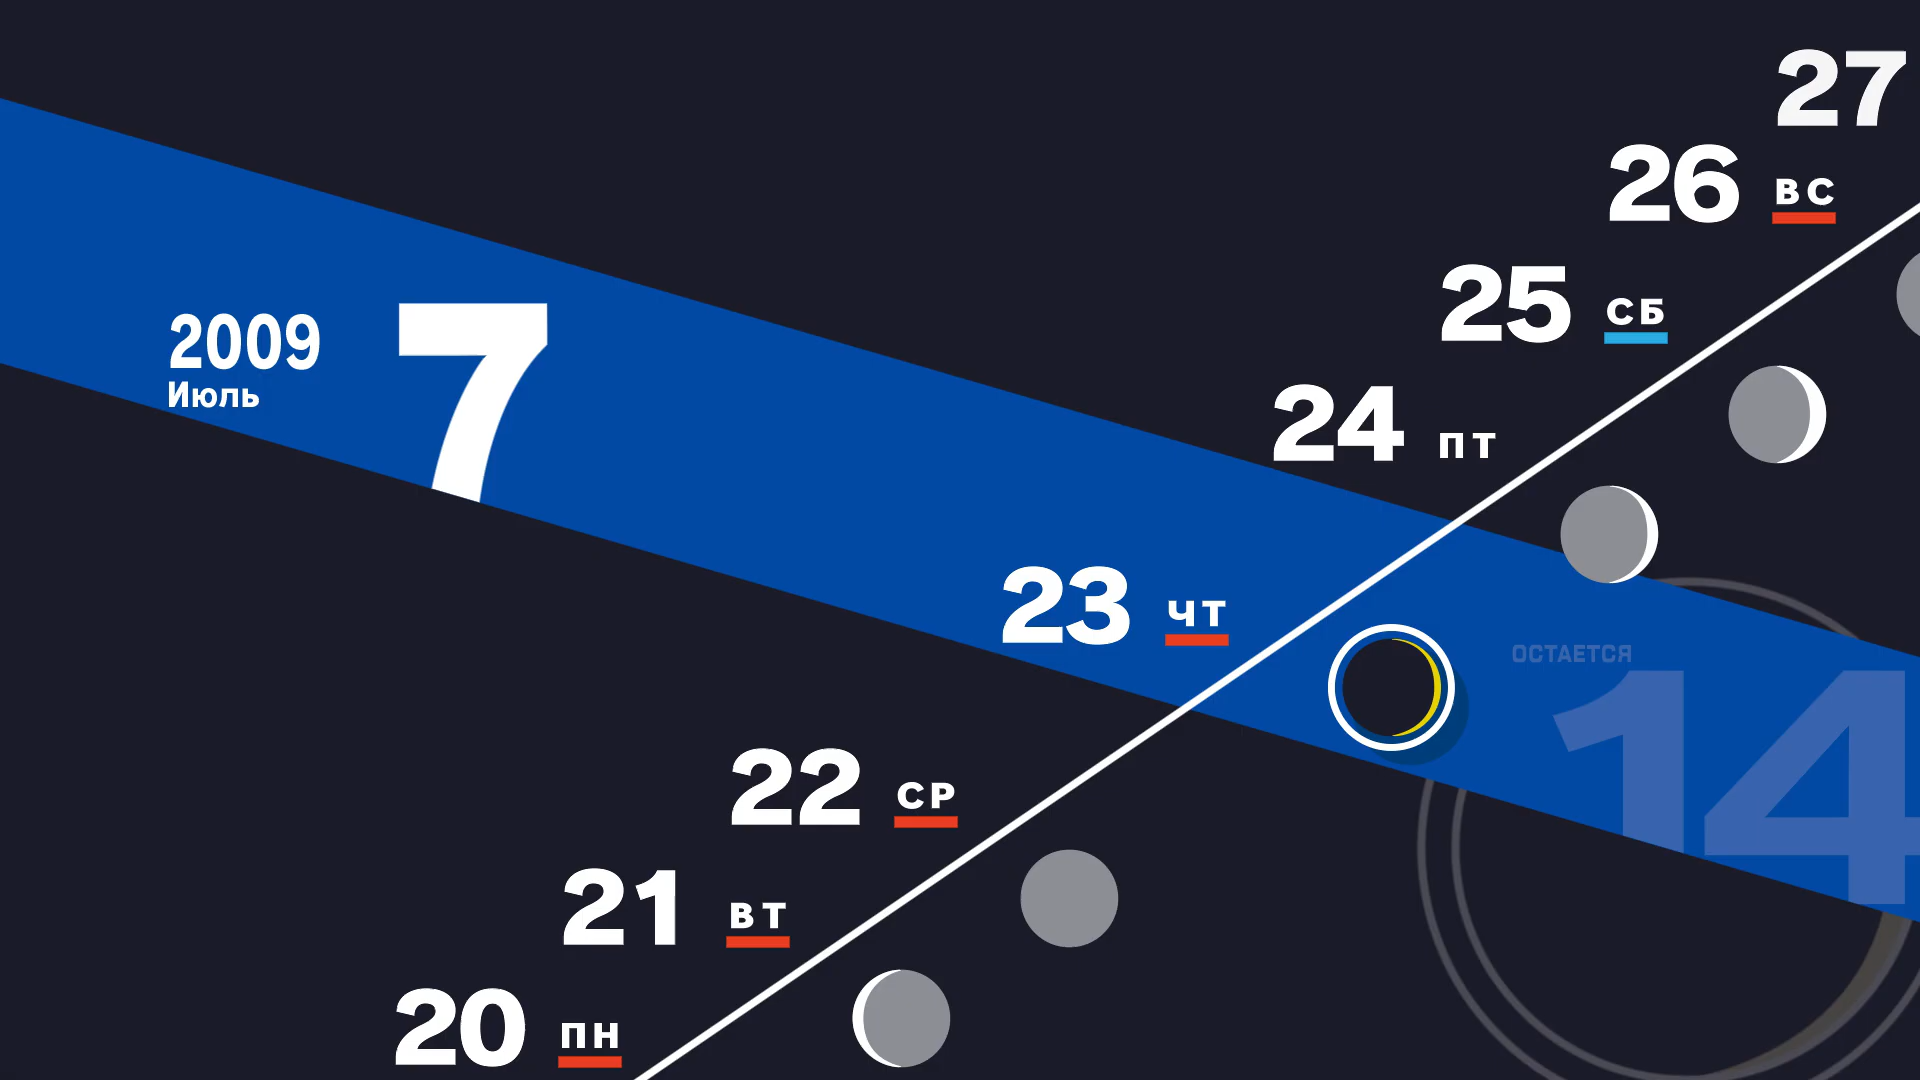 27
26 ВС
25 СБ
24 ПТ
2009
Июль
7
23 ЧТ
ОСТАЕТСЯ
14
22 СР
21 ВТ
20 ПН